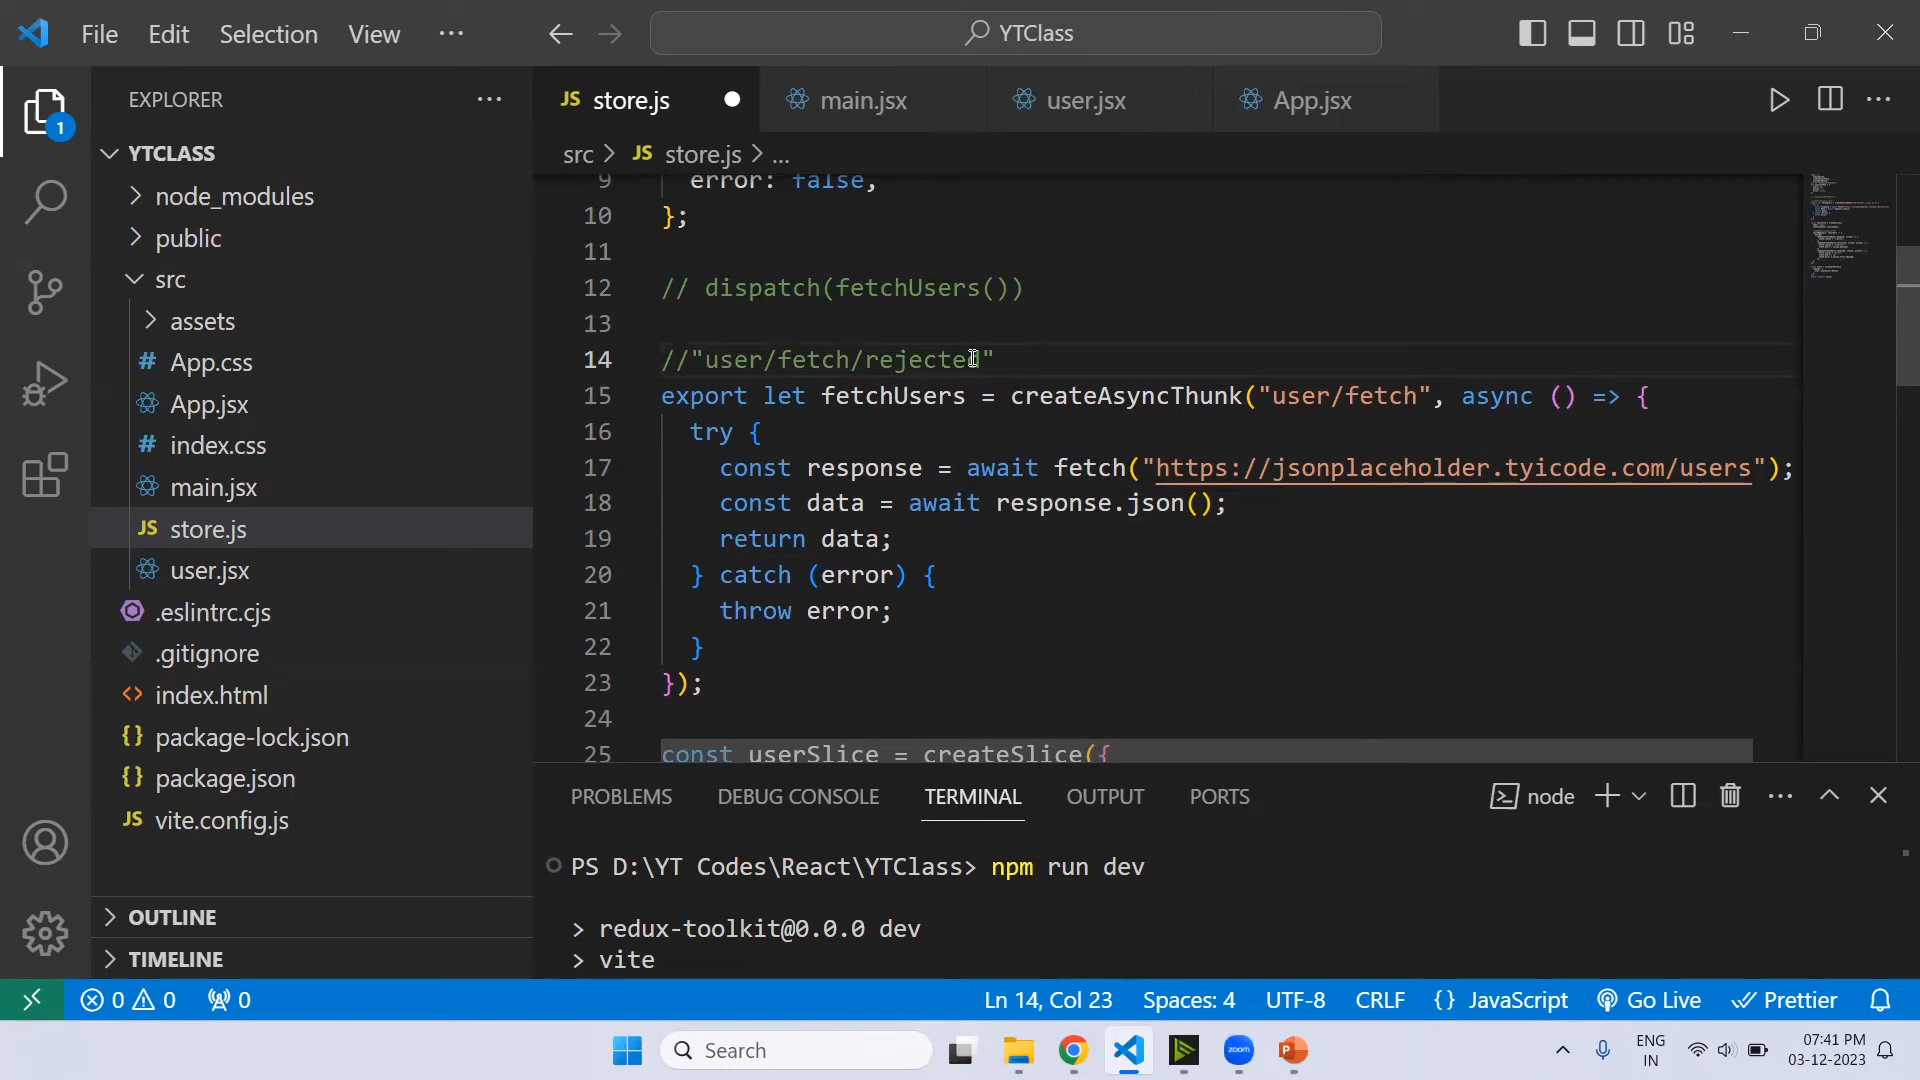 File Edit Selection View ...
YTClass
EXPLORER
1
YTCLASS
node_modules
public
src
assets
# App.css
App.jsx
# index.css
main.jsx
JS store.js
user.jsx
.eslintrc.cjs
.gitignore
<> index.html
{} package-lock.json
{} package.json
JS vite.config.js
OUTLINE
TIMELINE
JS store.js
main.jsx
user.jsx
App.jsx
src > JS store.js > ...
9 error: false,
10 };
11
12 // dispatch(fetchUsers())
13
14 //"user/fetch/rejected"
15 export let fetchUsers = createAsyncThunk("user/fetch", async () => {
16 try {
17 const response = await fetch("https://jsonplaceholder.tyicode.com/users");
18 const data = await response.json();
19 return data;
20 } catch (error) {
21 throw error;
22 }
23 });
24
25 const userSlice = createSlice({
PROBLEMS DEBUG CONSOLE TERMINAL OUTPUT PORTS
node
PS D:\YT Codes\React\YTClass> npm run dev
> redux-toolkit@0.0.0 dev
> vite
0 0 0
Ln 14, Col 23 Spaces: 4 UTF-8 CRLF {} JavaScript Go Live Prettier
Search
zoom
ENG
IN
07:41 PM
03-12-2023